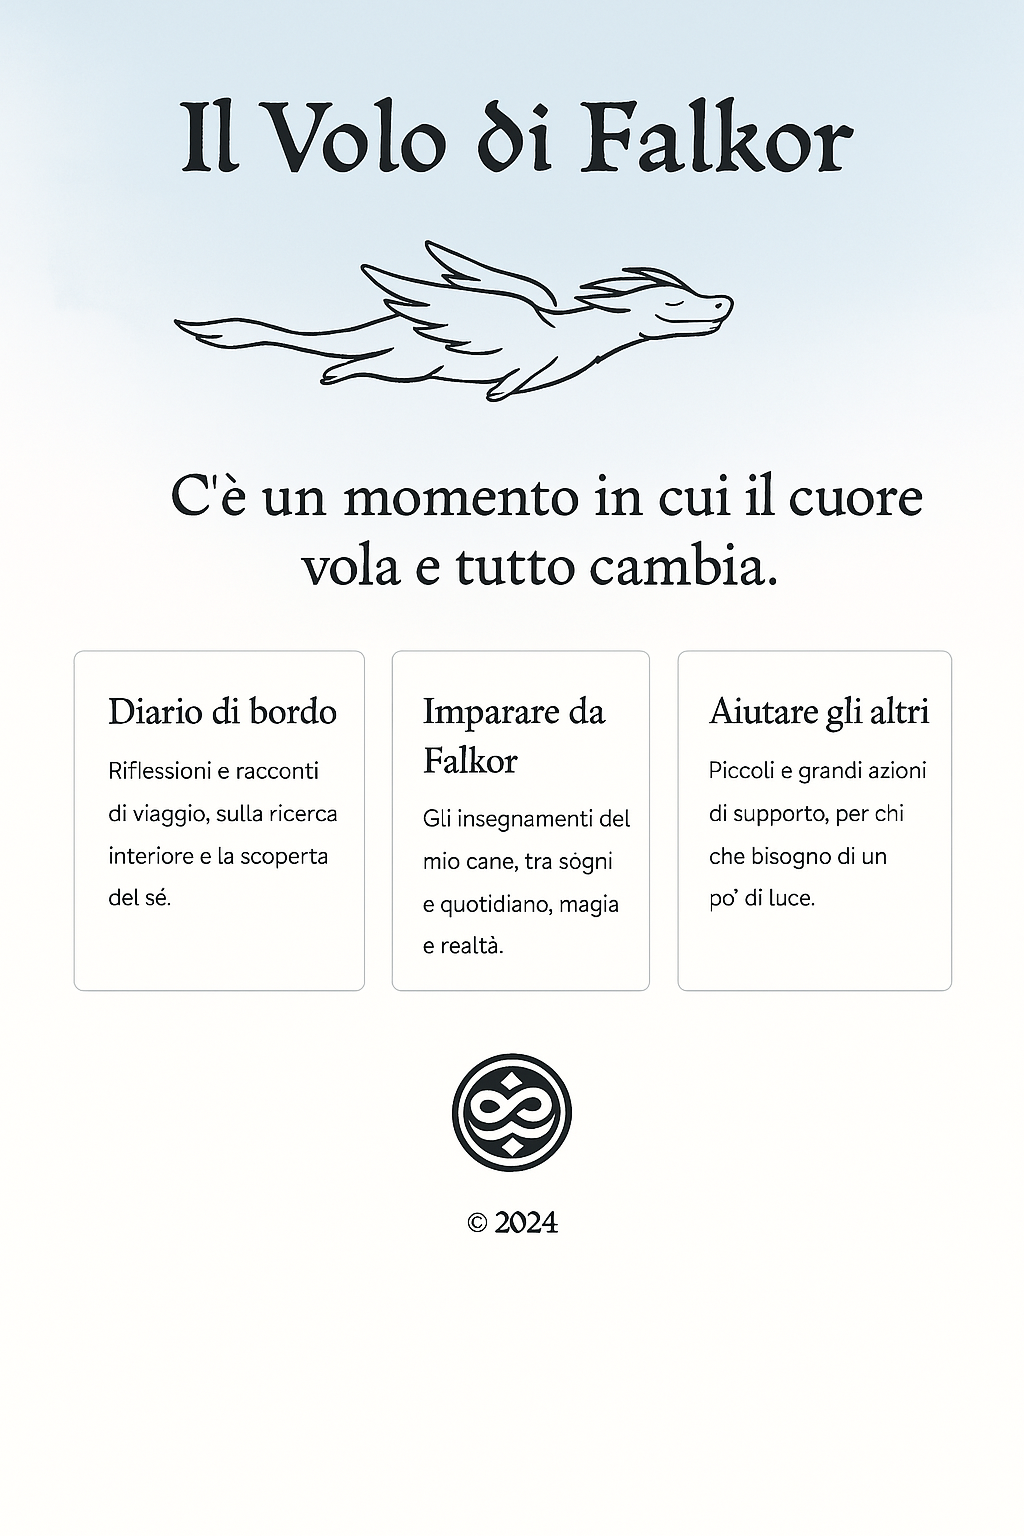 Il Volo di Falkor
C'è un momento in cui il cuore
vola e tutto cambia.
Diario di bordo
Riflessioni e racconti
di viaggio, sulla ricerca
interiore e la scoperta
del sé.
Imparare da
Falkor
Gli insegnamenti del
mio cane, tra sògni
e quotidiano, magia
e realtà.
Aiutare gli altri
Piccoli e grandi azioni
di supporto, per chi
che bisogno di un
po’ di luce.
© 2024